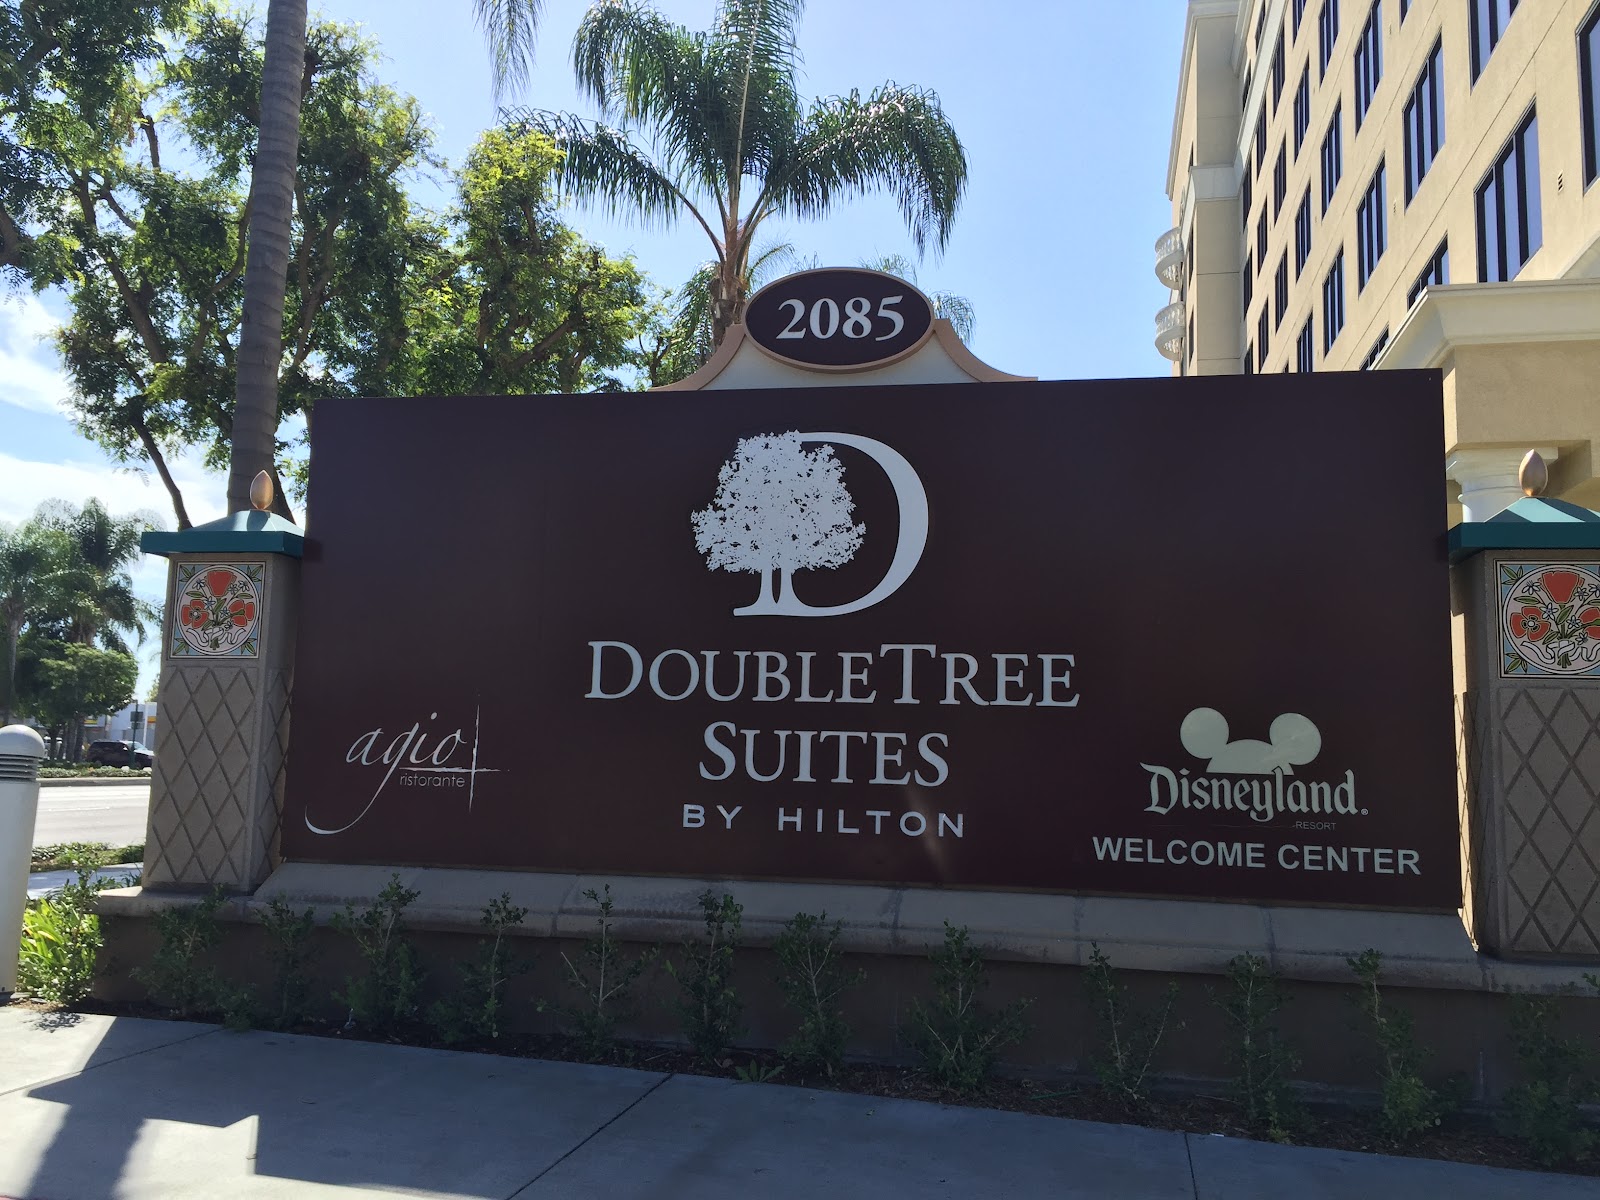 2085
DOUBLETREE
SUITES
BY HILTON
agio
ristorante
Disneyland®
RESORT
WELCOME CENTER